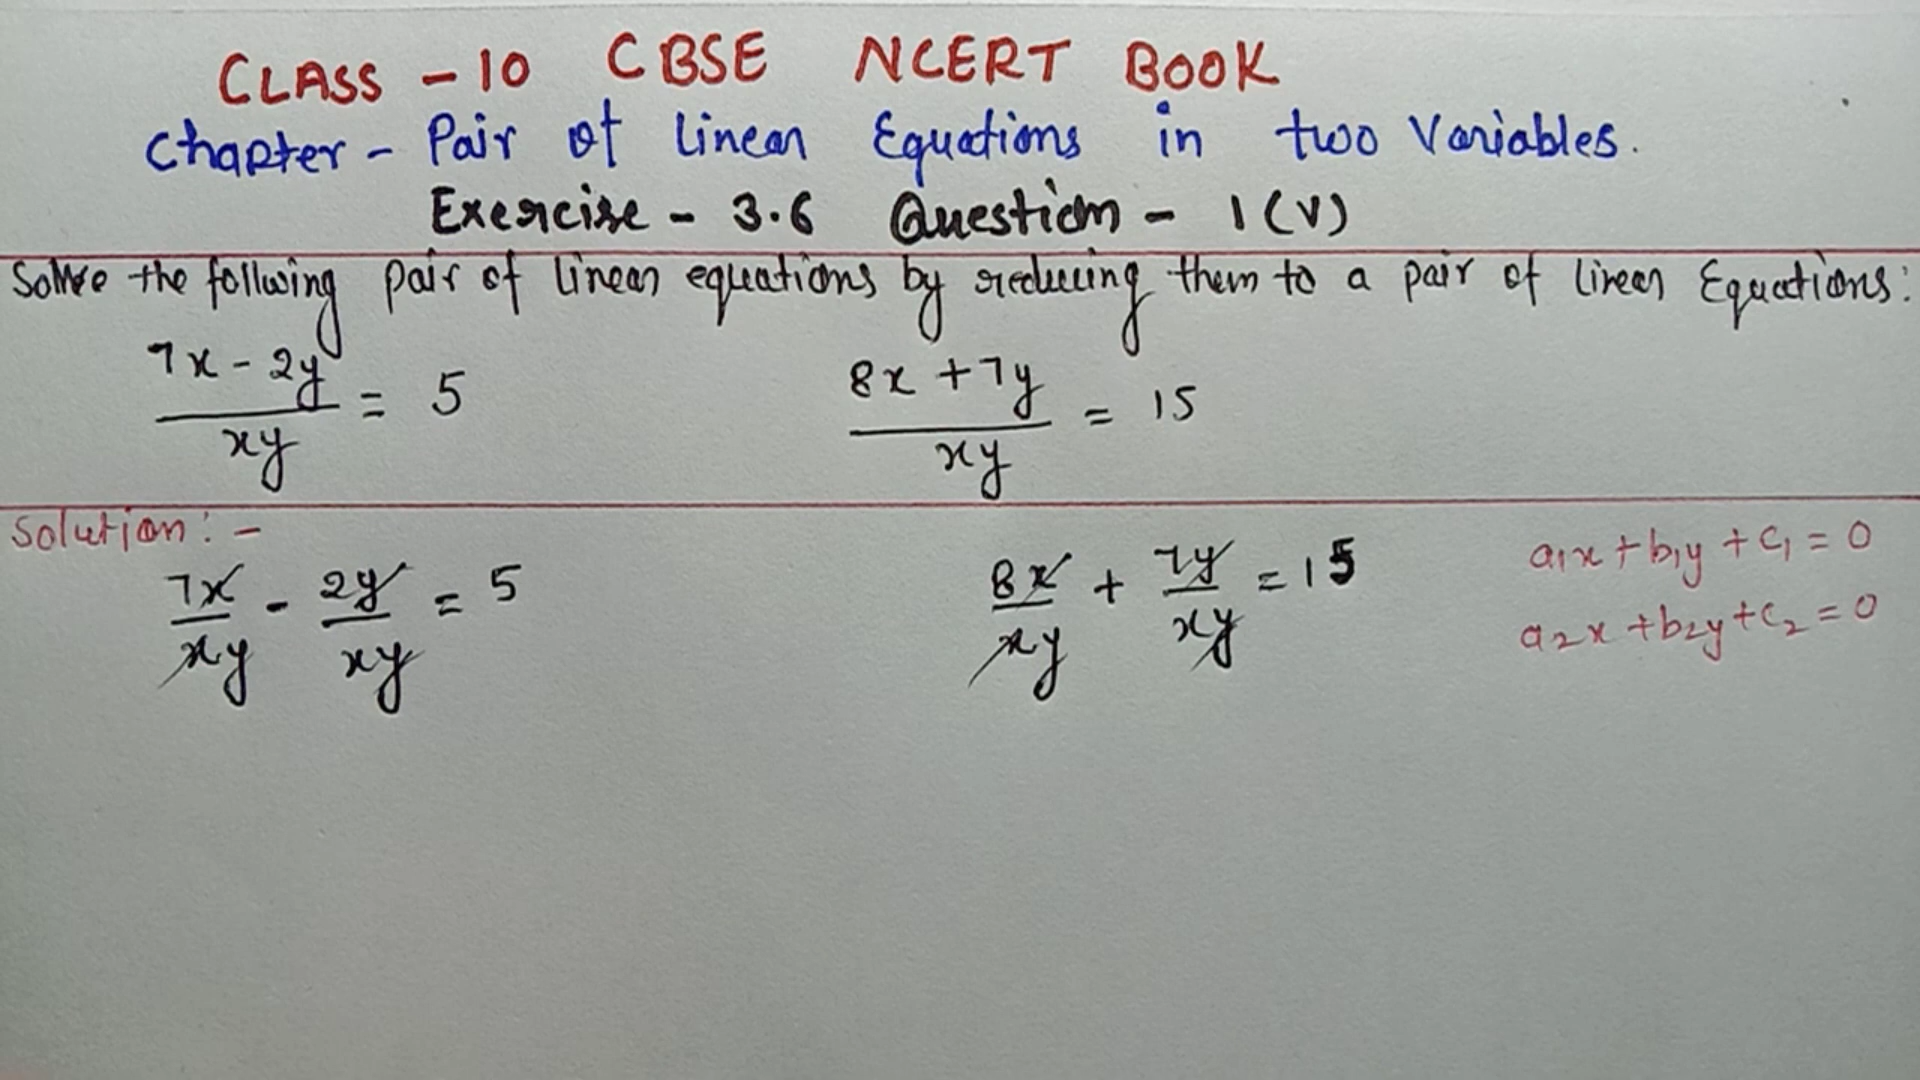 CLASS - 10 CBSE NCERT BOOK
Chapter - Pair of Linear Equations in two Variables.
Exercise - 3.6 Question - 1 (V)
Solve the following pair of linear equations by reducing them to a pair of linear Equations:
7x - 2y / xy = 5 8x + 7y / xy = 15
Solution: -
7x/xy - 2y/xy = 5 8x/xy + 7y/xy = 15
a₁x + b₁y + c₁ = 0
a₂x + b₂y + c₂ = 0